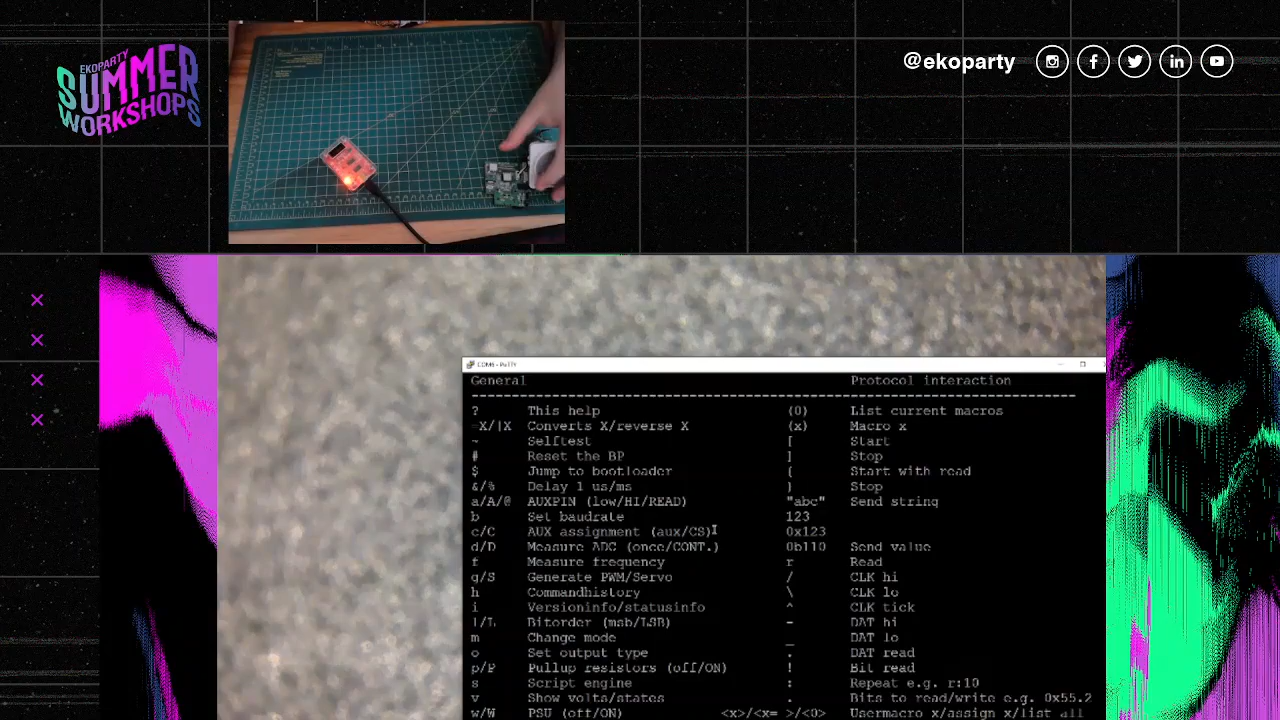 EKOPARTY
SUMMER
WORKSHOPS
@ekoparty
COM6 - PuTTY
General Protocol interaction
---------------------------------------------------------------------------
? This help (0) List current macros
=X/|X Converts X/reverse X (x) Macro x
~ Selftest [ Start
# Reset the BP ] Stop
$ Jump to bootloader { Start with read
&/% Delay 1 us/ms } Stop
a/A/@ AUXPIN (low/HI/READ) "abc" Send string
b Set baudrate 123
c/C AUX assignment (aux/CS) 0x123
d/D Measure ADC (once/CONT.) 0b110 Send value
f Measure frequency r Read
g/S Generate PWM/Servo / CLK hi
h Commandhistory \ CLK lo
i Versioninfo/statusinfo ^ CLK tick
l/L Bitorder (msb/LSB) - DAT hi
m Change mode _ DAT lo
o Set output type . DAT read
p/P Pullup resistors (off/ON) ! Bit read
s Script engine : Repeat e.g. r:10
v Show volts/states . Bits to read/write e.g. 0x55.2
w/W PSU (off/ON) <x>/<x= >/<0> Usermacro x/assign x/list all